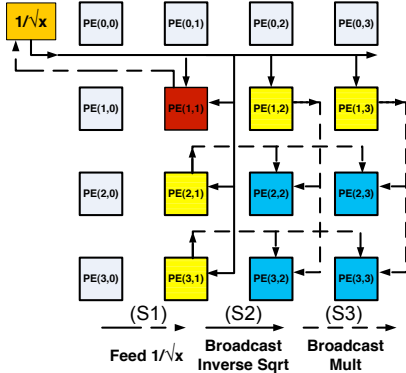 1/√x
PE(0,0) PE(0,1) PE(0,2) PE(0,3)
PE(1,0) PE(1,1) PE(1,2) PE(1,3)
PE(2,0) PE(2,1) PE(2,2) PE(2,3)
PE(3,0) PE(3,1) PE(3,2) PE(3,3)
(S1) (S2) (S3)
Feed 1/√x
Broadcast
Inverse Sqrt
Broadcast
Mult